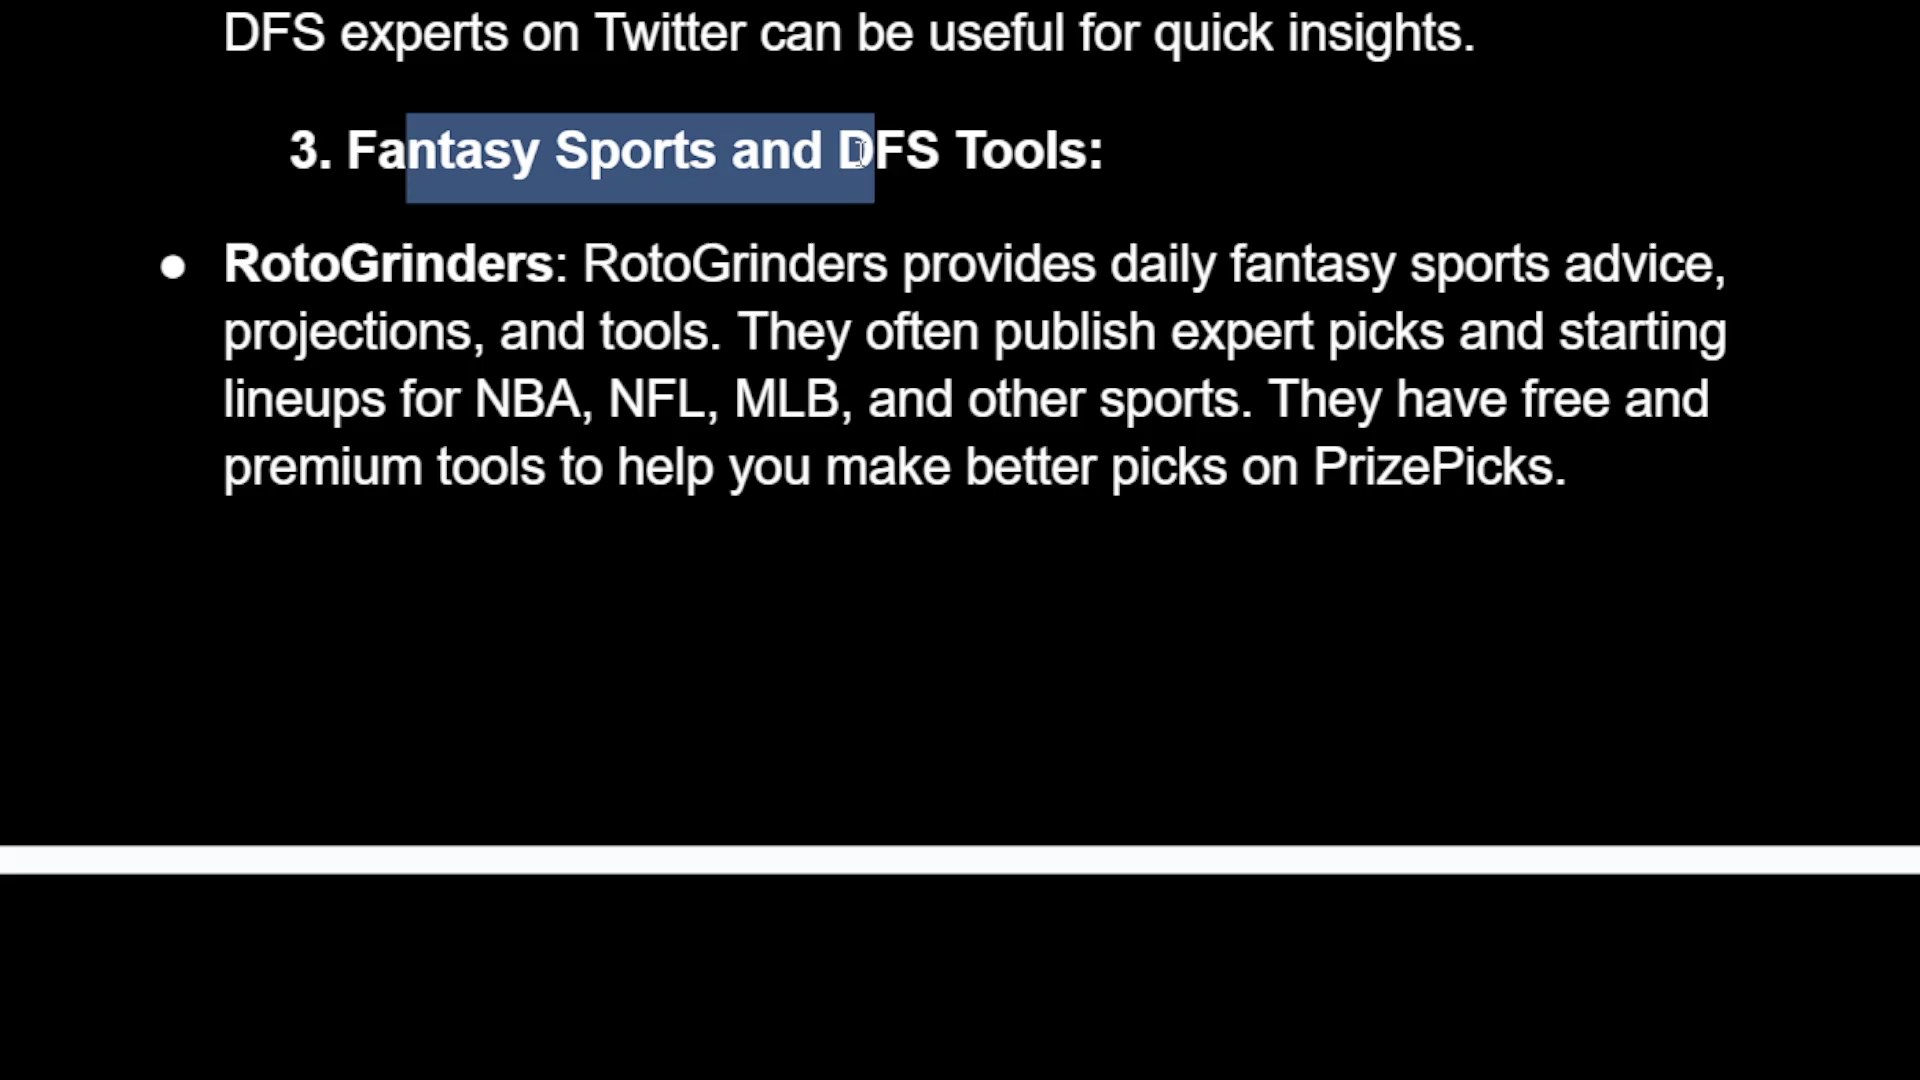 DFS experts on Twitter can be useful for quick insights.
3. Fantasy Sports and DFS Tools:
● RotoGrinders: RotoGrinders provides daily fantasy sports advice,
projections, and tools. They often publish expert picks and starting
lineups for NBA, NFL, MLB, and other sports. They have free and
premium tools to help you make better picks on PrizePicks.